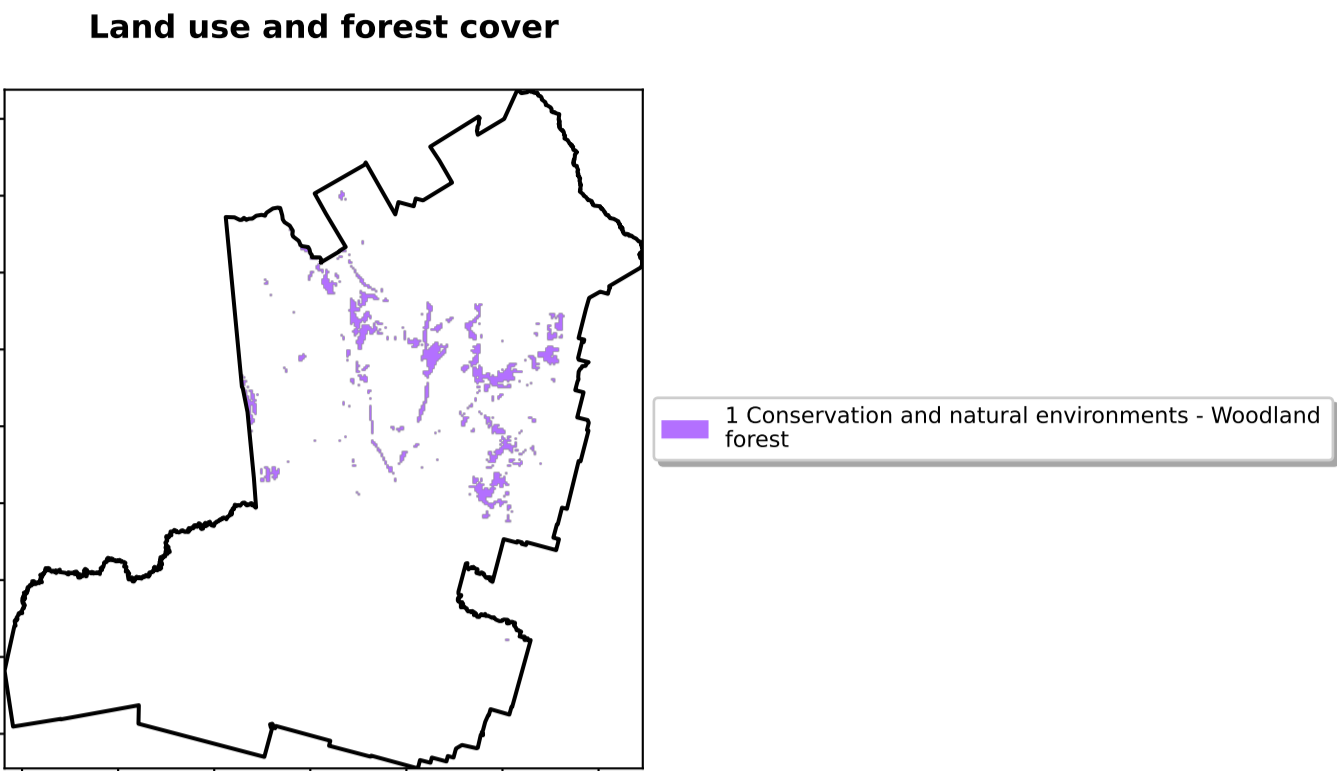 Land use and forest cover
1 Conservation and natural environments - Woodland
forest